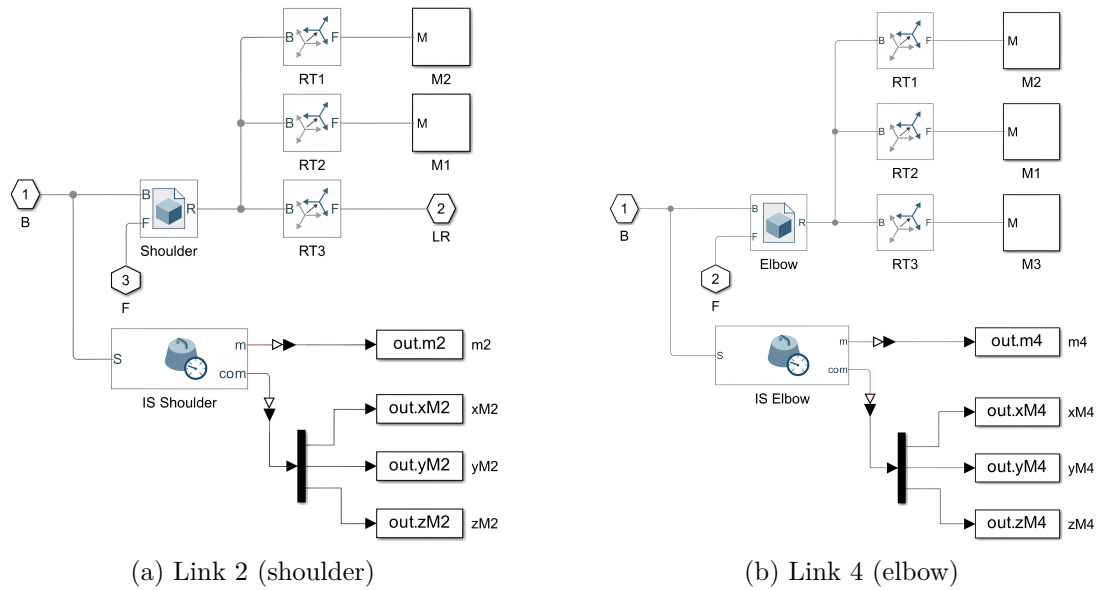 B F M
RT1 M2
B F M
RT2 M1
1 B R B F 2
B F
Shoulder RT3 LR
3
F
S m out.m2 m2
com
IS Shoulder
out.xM2 xM2
out.yM2 yM2
out.zM2 zM2
(a) Link 2 (shoulder)
B F M
RT1 M2
B F M
RT2 M1
1 B R B F M
B F
Elbow RT3 M3
2
F
S m out.m4 m4
com
IS Elbow
out.xM4 xM4
out.yM4 yM4
out.zM4 zM4
(b) Link 4 (elbow)